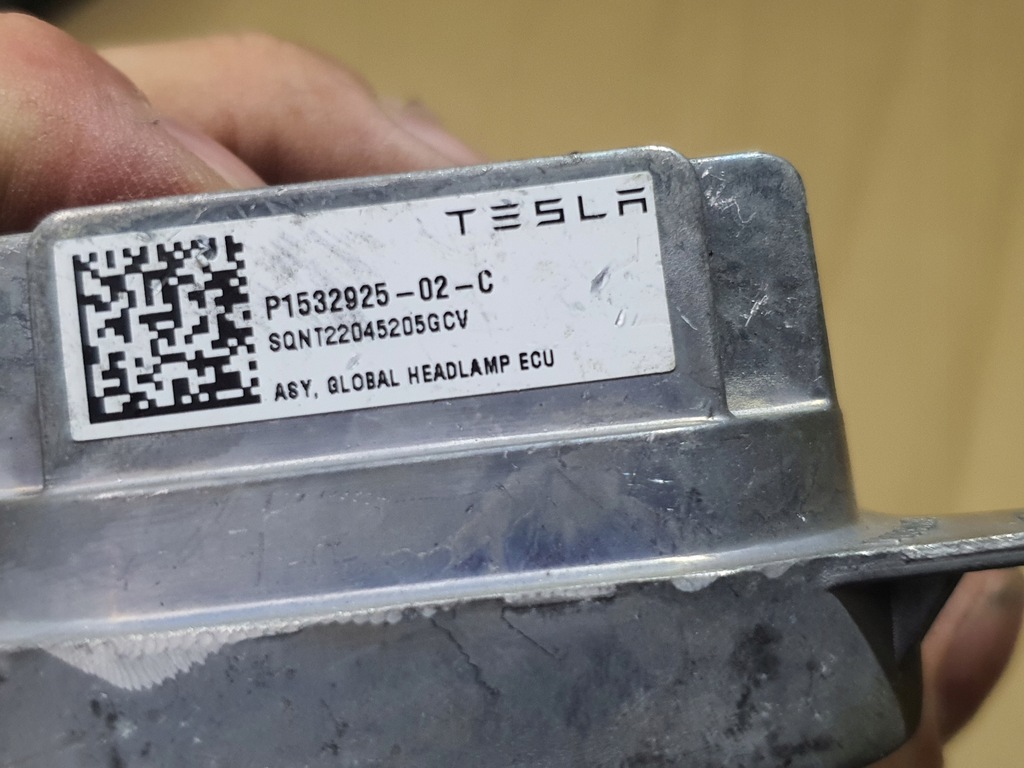 TESLA
P1532925-02-C
SQNT22045205GCV
ASY, GLOBAL HEADLAMP ECU